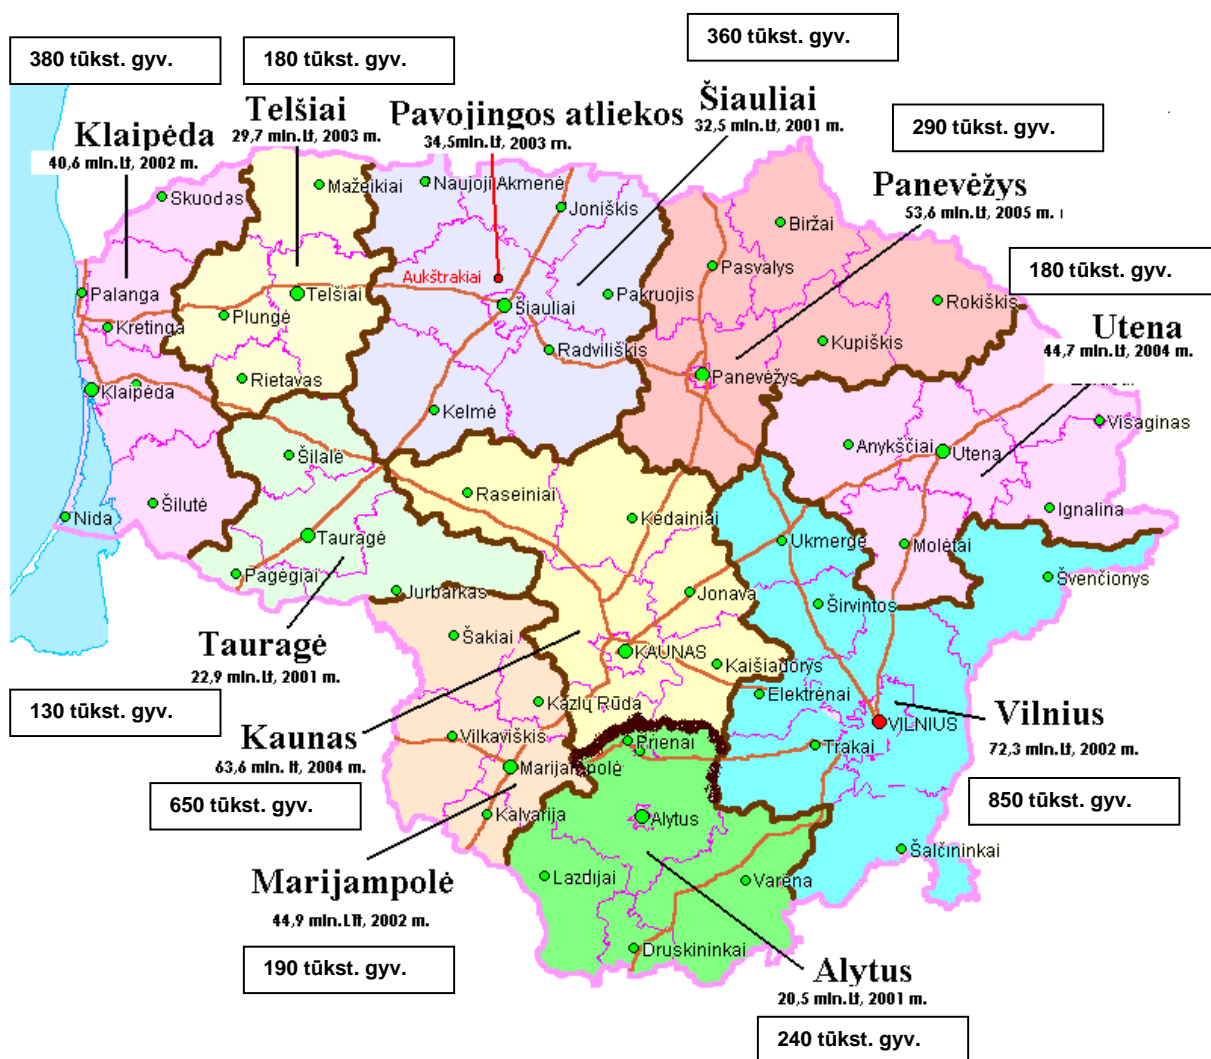 380 tūkst. gyv.
180 tūkst. gyv.
360 tūkst. gyv.
290 tūkst. gyv.
180 tūkst. gyv.
Klaipėda
40,6 mln.Lt, 2002 m.
Telšiai
29,7 mln.Lt, 2003 m.
Pavojingos atliekos
34,5mln.Lt, 2003 m.
Šiauliai
32,5 mln.Lt, 2001 m.
Panevėžys
53,6 mln.Lt, 2005 m.
Utena
44,7 mln.Lt, 2004 m.
Skuodas
Mažeikiai
Naujoji Akmenė
Joniškis
Biržai
Pasvalys
Aukštrakiai
Palanga
Telšiai
Šiauliai
Pakruojis
Rokiškis
Kretinga
Plungė
Radviliškis
Kupiškis
Rietavas
Panevėžys
Klaipėda
Kelmė
Anykščiai
Utena
Višaginas
Šilalė
Raseiniai
Šilutė
Nida
Kėdainiai
Ignalina
Tauragė
Ukmergė
Molėtai
Pagėgiai
Jurbarkas
Jonava
Širvintos
Švenčionys
Šakiai
KAUNAS
Kaišiadorys
Elektrėnai
Kazlų Rūda
VILNIUS
Vilkaviškis
Prienai
Trakai
Marijampolė
Kalvarija
Alytus
Šalčininkai
Lazdijai
Varėna
Druskininkai
Tauragė
22,9 mln.Lt, 2001 m.
130 tūkst. gyv.
Kaunas
63,6 mln. lt, 2004 m.
650 tūkst. gyv.
Vilnius
72,3 mln.Lt, 2002 m.
850 tūkst. gyv.
Marijampolė
44,9 mln.Lt, 2002 m.
190 tūkst. gyv.
Alytus
20,5 mln.Lt, 2001 m.
240 tūkst. gyv.